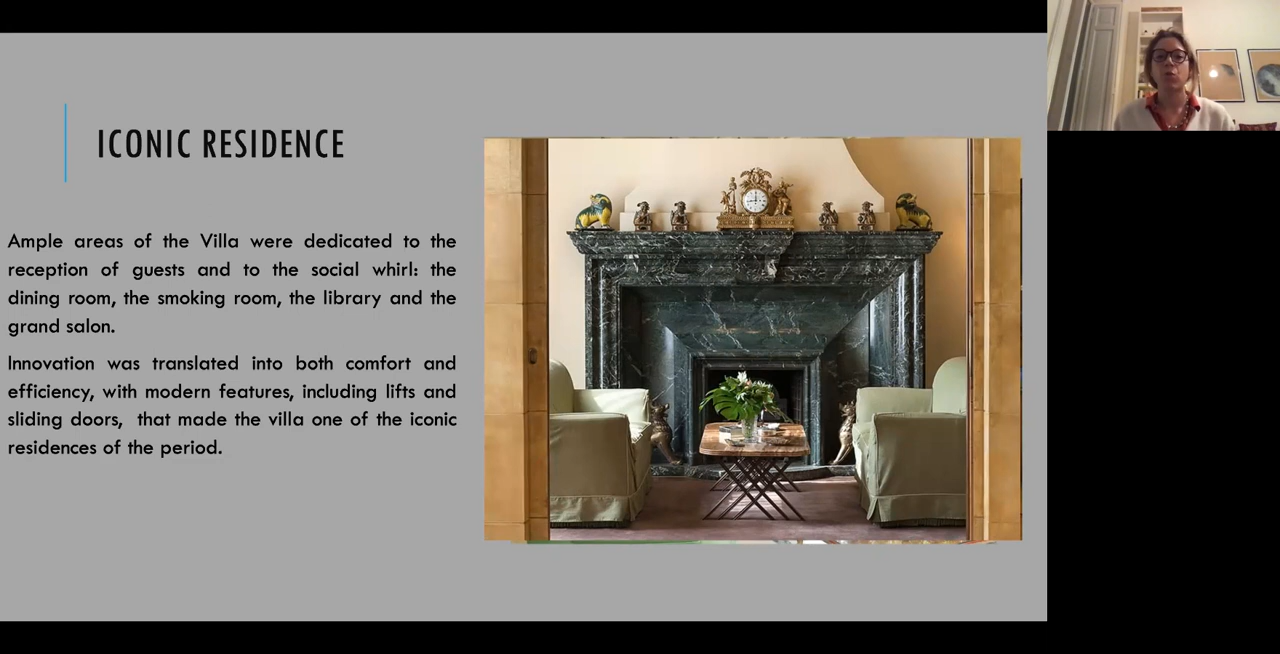 ICONIC RESIDENCE
Ample areas of the Villa were dedicated to the
reception of guests and to the social whirl: the
dining room, the smoking room, the library and the
grand salon.
Innovation was translated into both comfort and
efficiency, with modern features, including lifts and
sliding doors, that made the villa one of the iconic
residences of the period.